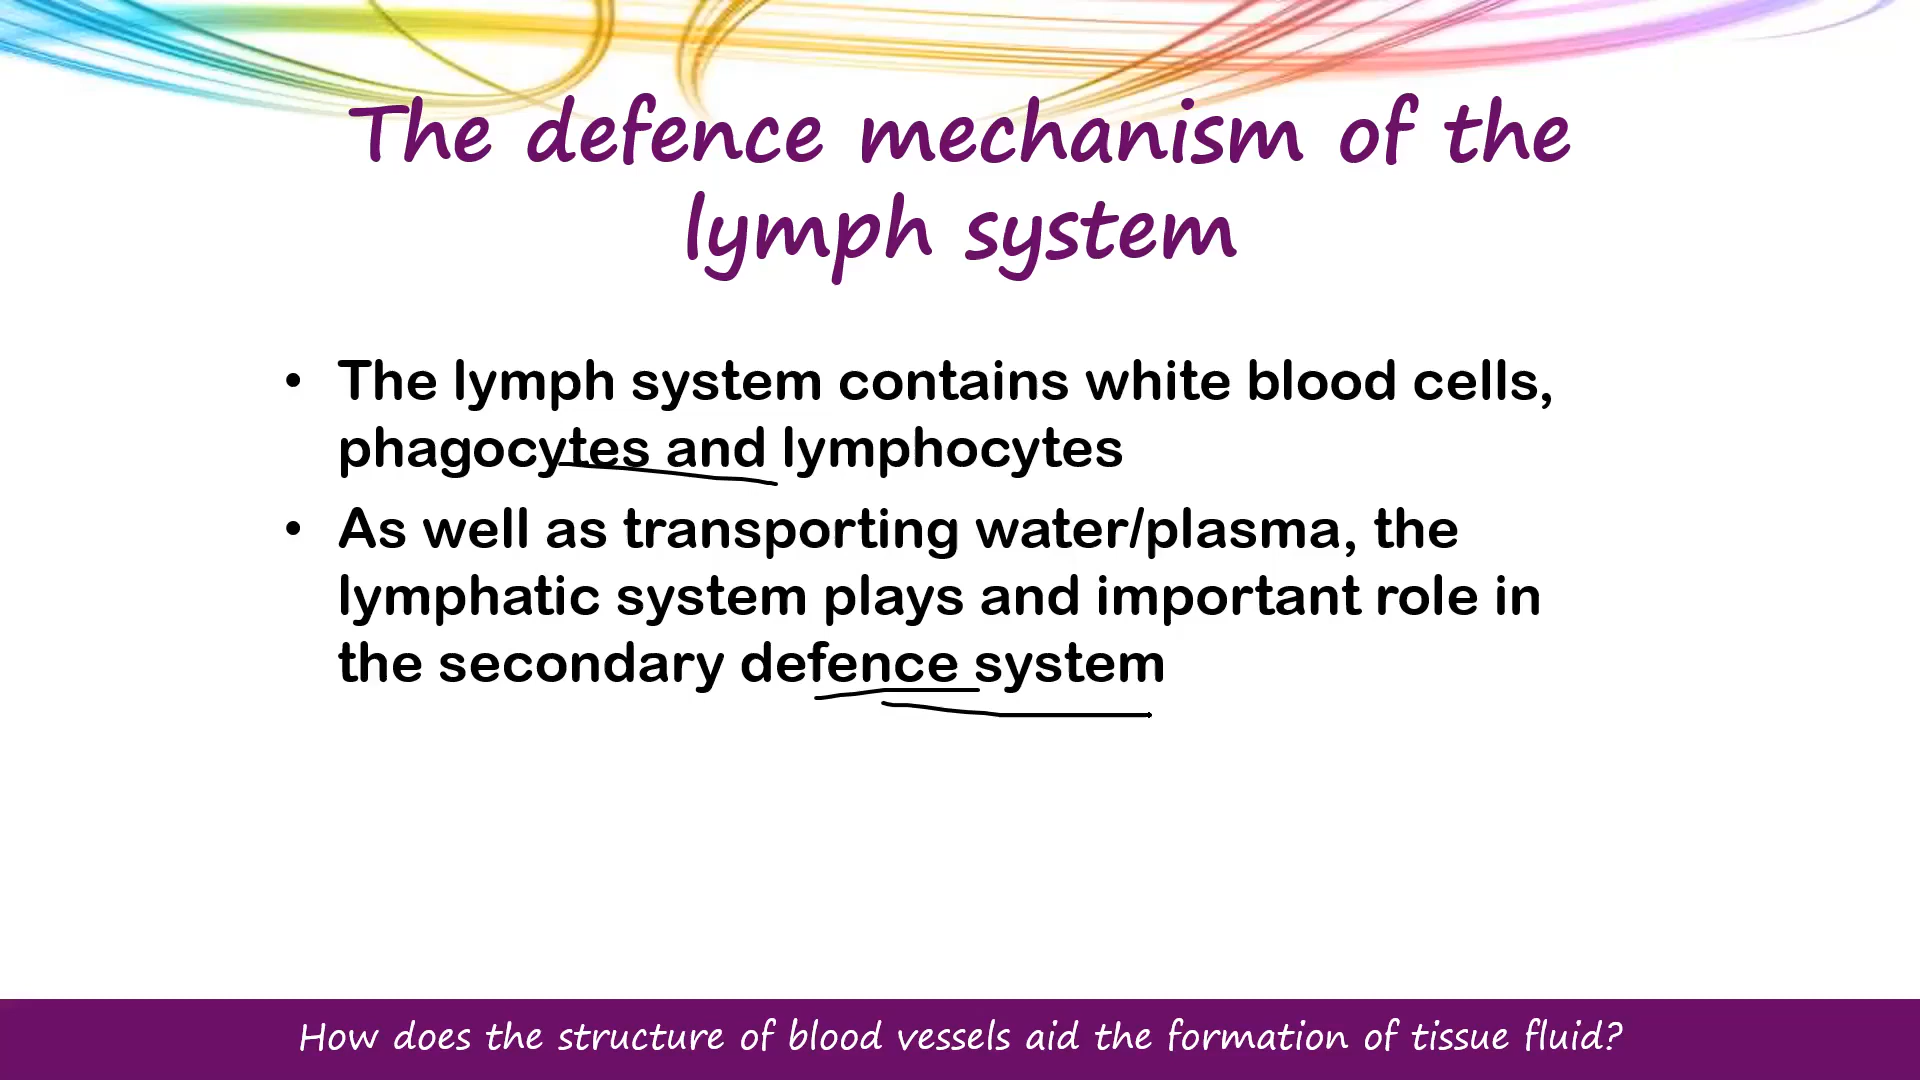 The defence mechanism of the
lymph system
• The lymph system contains white blood cells,
phagocytes and lymphocytes
• As well as transporting water/plasma, the
lymphatic system plays and important role in
the secondary defence system
How does the structure of blood vessels aid the formation of tissue fluid?